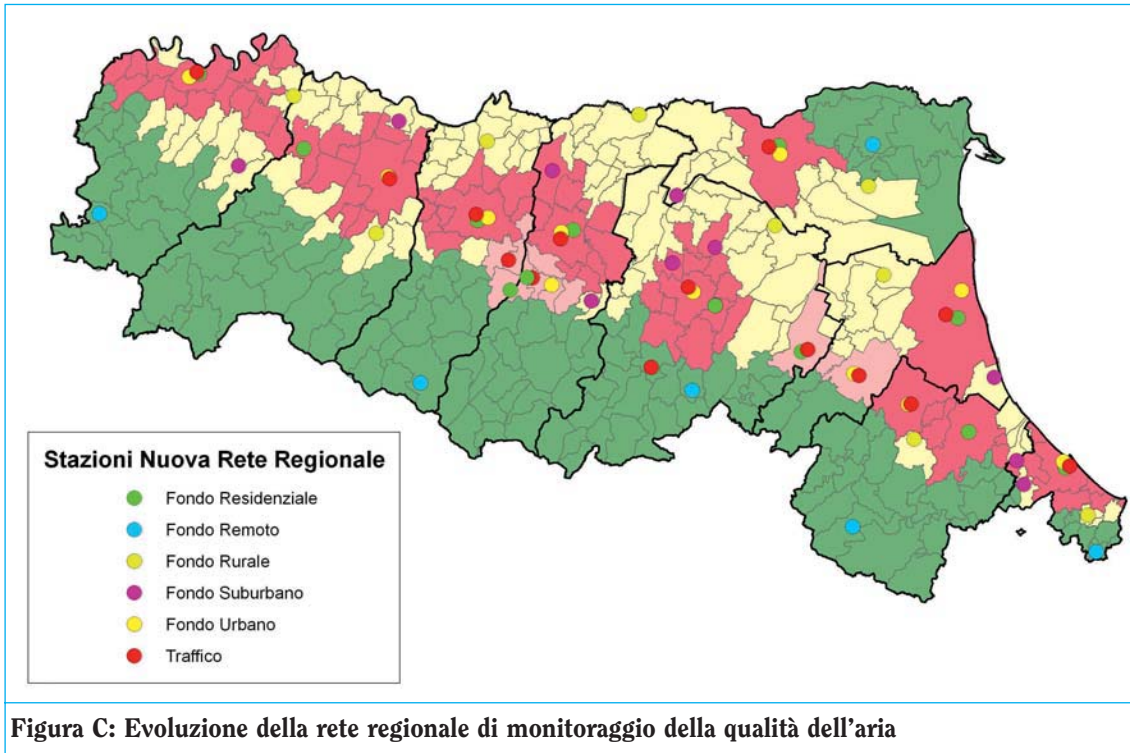 Stazioni Nuova Rete Regionale
Fondo Residenziale
Fondo Remoto
Fondo Rurale
Fondo Suburbano
Fondo Urbano
Traffico
Figura C: Evoluzione della rete regionale di monitoraggio della qualità dell'aria